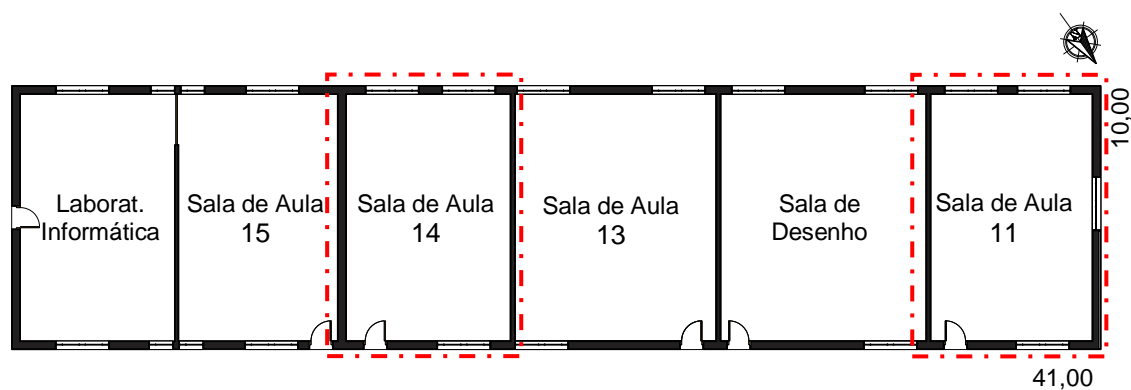 Laborat.
Informática
Sala de Aula
15
Sala de Aula
14
Sala de Aula
13
Sala de
Desenho
Sala de Aula
11
10,00
41,00